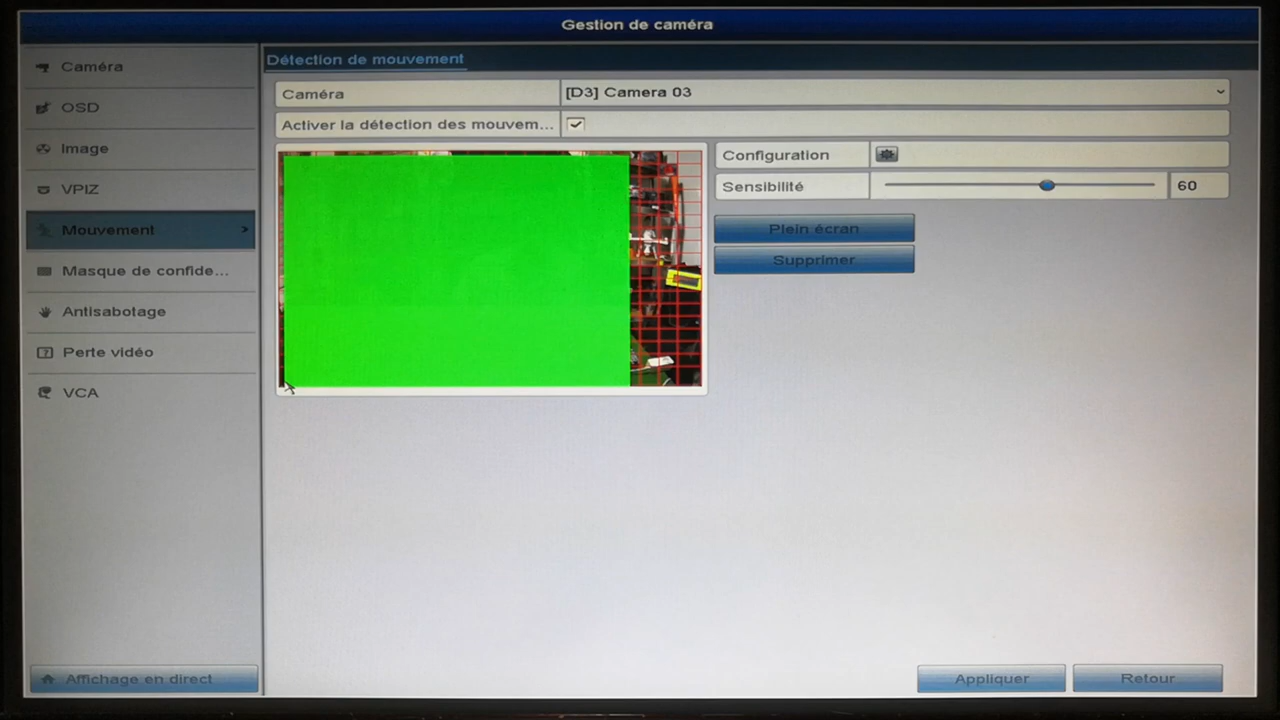 Gestion de caméra
Caméra
OSD
Image
VPIZ
Mouvement >
Masque de confide...
Antisabotage
Perte vidéo
VCA
Affichage en direct
Détection de mouvement
Caméra [D3] Camera 03
Activer la détection des mouvem...
Configuration
Sensibilité 60
Plein écran
Supprimer
Appliquer Retour